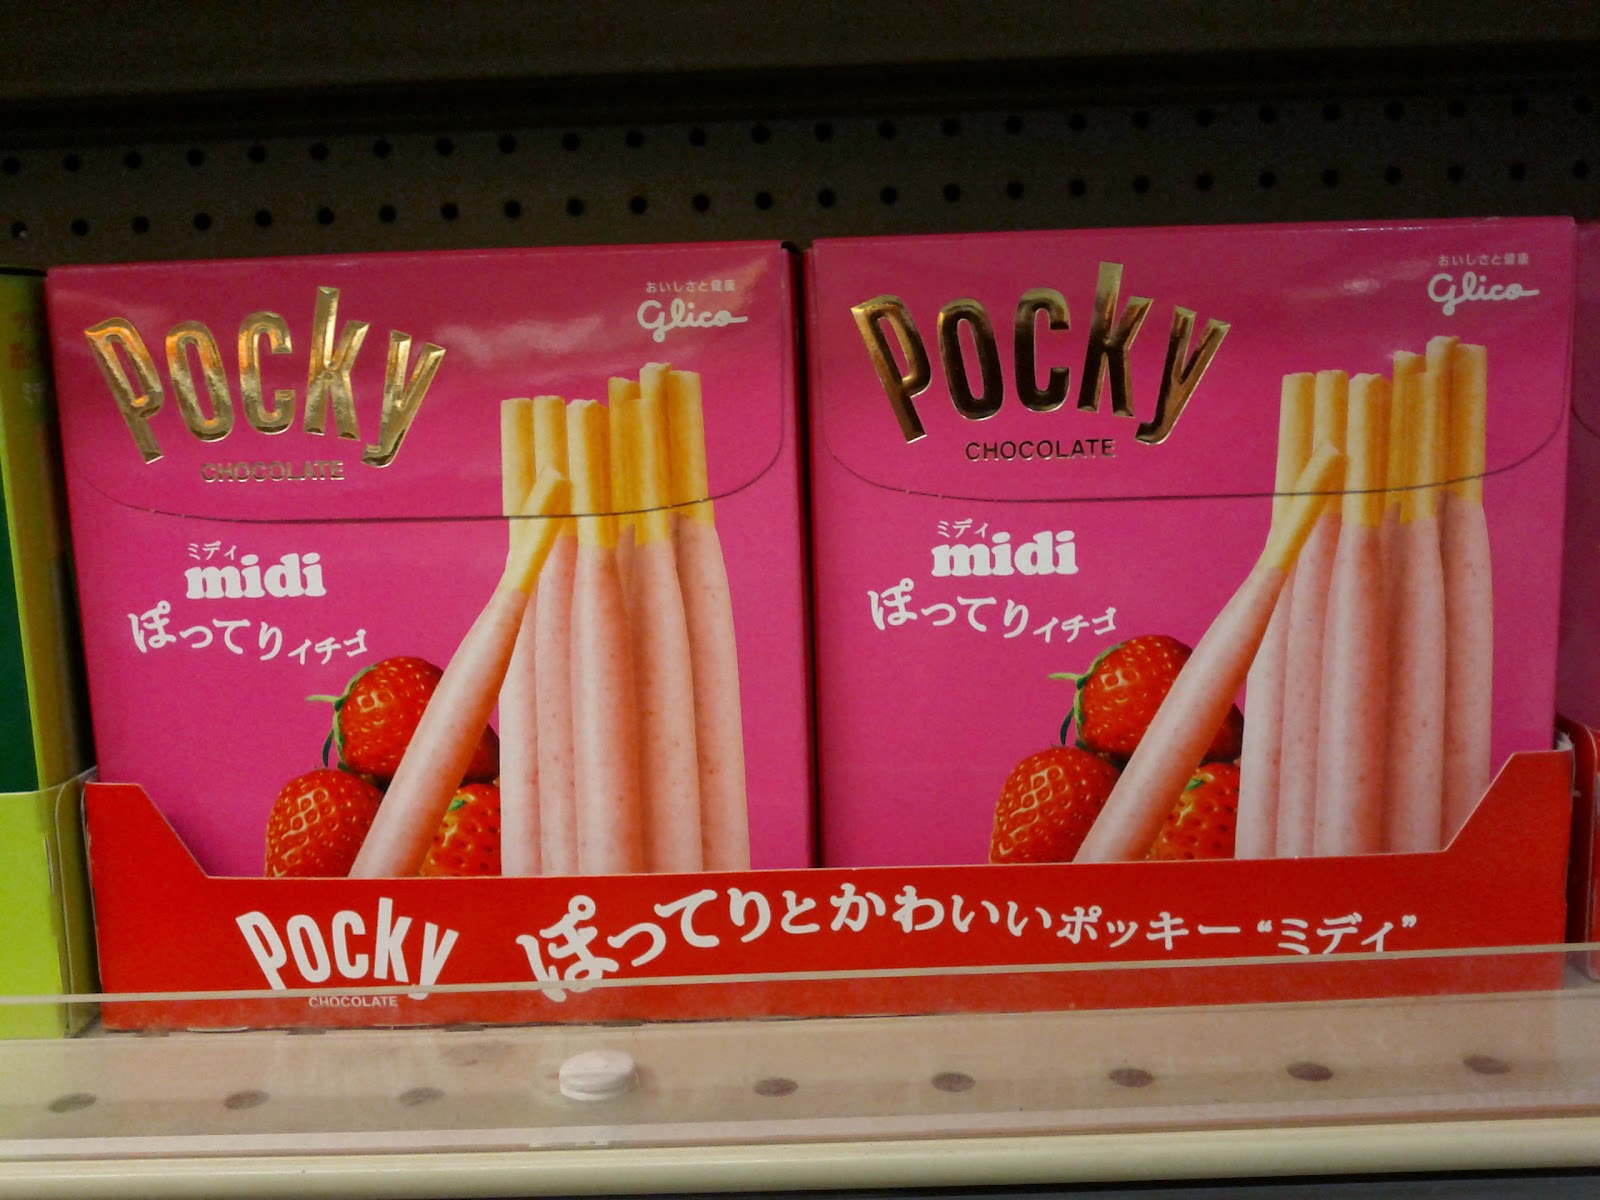 Pocky
CHOCOLATE
おいしさと健康
glico
ミディ
midi
ぽってりイチゴ
Pocky
CHOCOLATE
おいしさと健康
glico
ミディ
midi
ぽってりイチゴ
Pocky
CHOCOLATE
ぽってりとかわいいポッキー“ミディ”